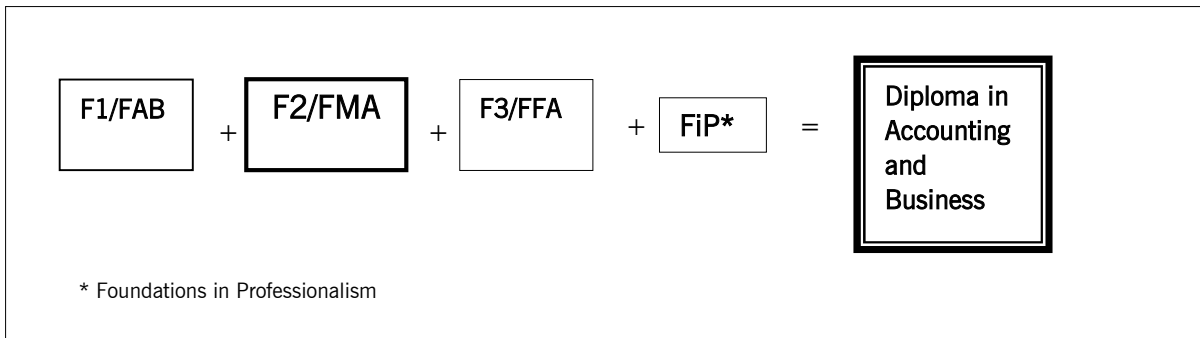 F1/FAB + F2/FMA + F3/FFA + FiP* = Diploma in
Accounting
and
Business
* Foundations in Professionalism